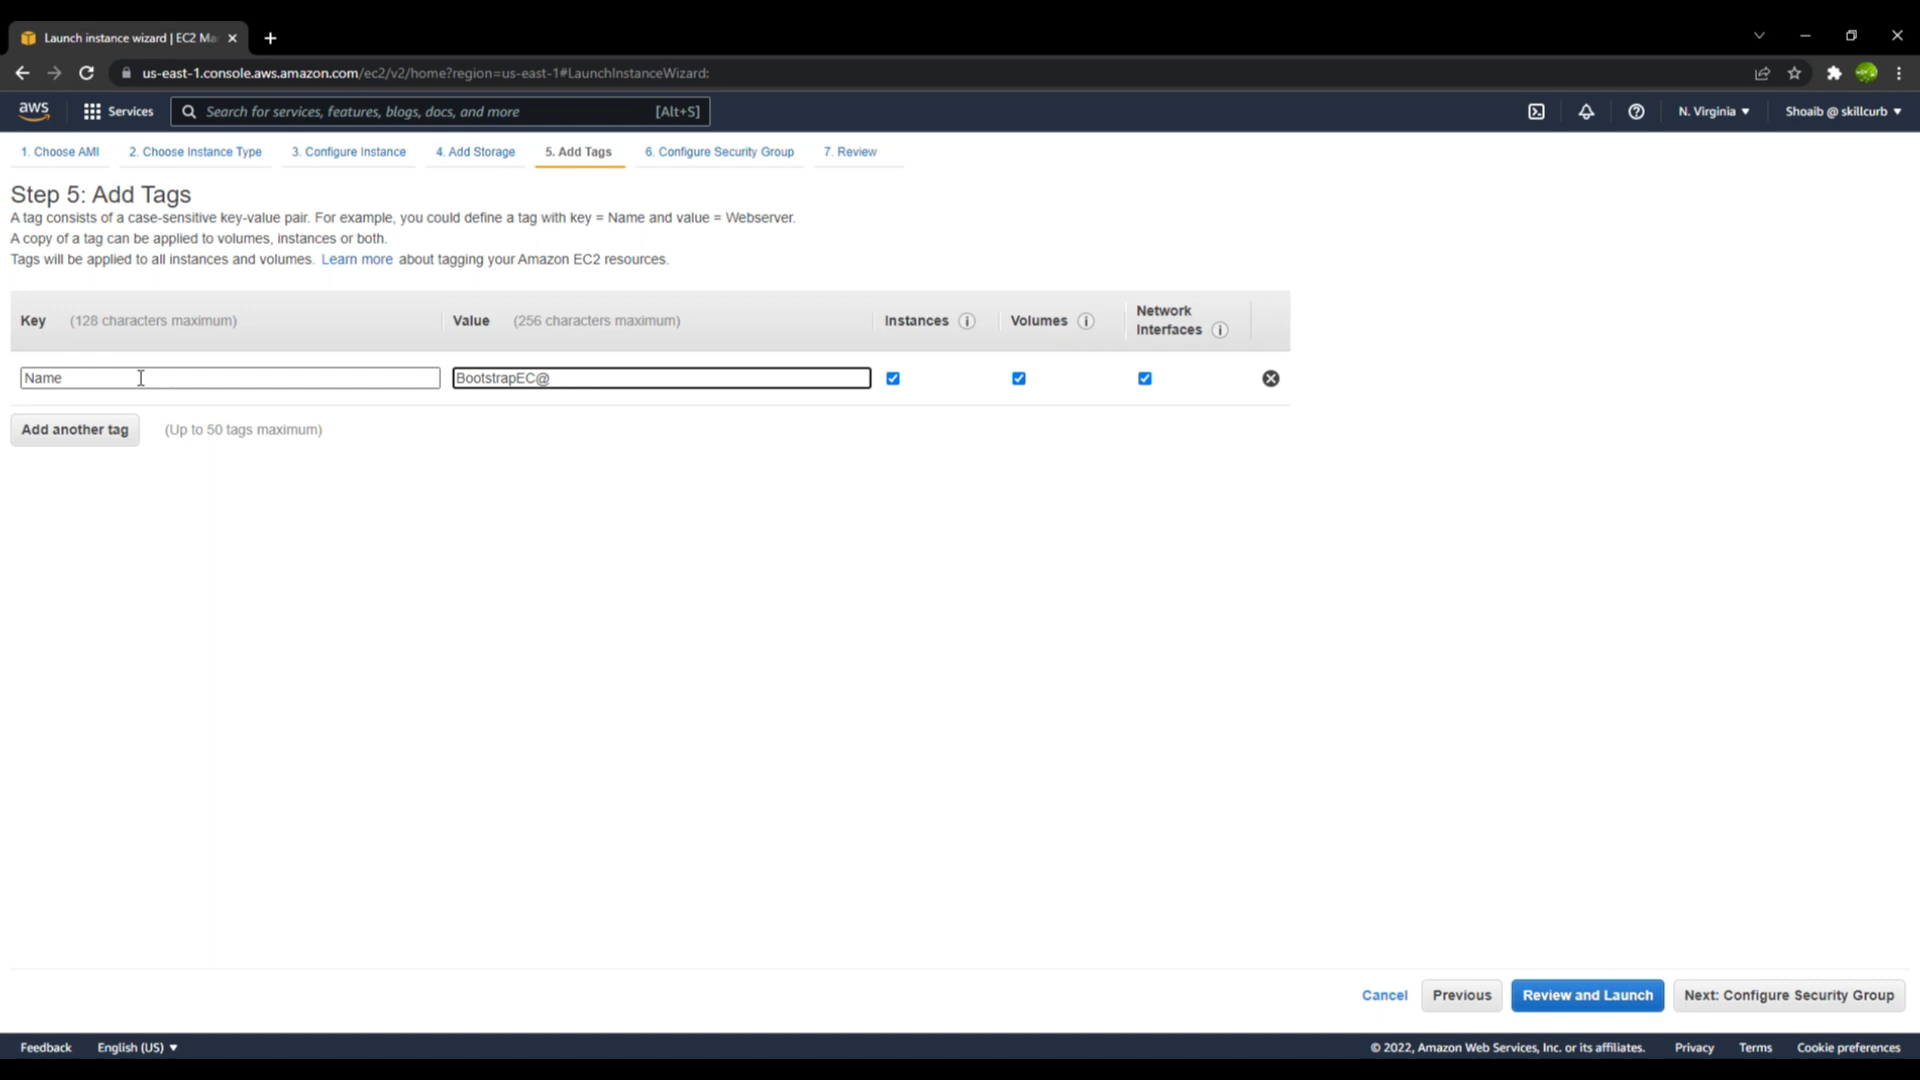 Launch instance wizard | EC2 Ma
us-east-1.console.aws.amazon.com/ec2/v2/home?region=us-east-1#LaunchInstanceWizard:
aws Services Search for services, features, blogs, docs, and more [Alt+S] N. Virginia Shoaib @ skillcurb
1. Choose AMI 2. Choose Instance Type 3. Configure Instance 4. Add Storage 5. Add Tags 6. Configure Security Group 7. Review
Step 5: Add Tags
A tag consists of a case-sensitive key-value pair. For example, you could define a tag with key = Name and value = Webserver.
A copy of a tag can be applied to volumes, instances or both.
Tags will be applied to all instances and volumes. Learn more about tagging your Amazon EC2 resources.
Key (128 characters maximum) Value (256 characters maximum) Instances Volumes Network Interfaces
Name BootstrapEC@
Add another tag (Up to 50 tags maximum)
Cancel Previous Review and Launch Next: Configure Security Group
Feedback English (US) © 2022, Amazon Web Services, Inc. or its affiliates. Privacy Terms Cookie preferences